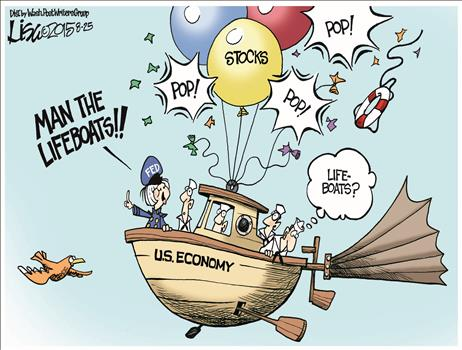 Dist by Wash.Post Writers Group
Lisa©2015 8-25
STOCKS
POP!
POP!
POP!
MAN THE
LIFEBOATS!!
FED
LIFE-
BOATS?
U.S. ECONOMY